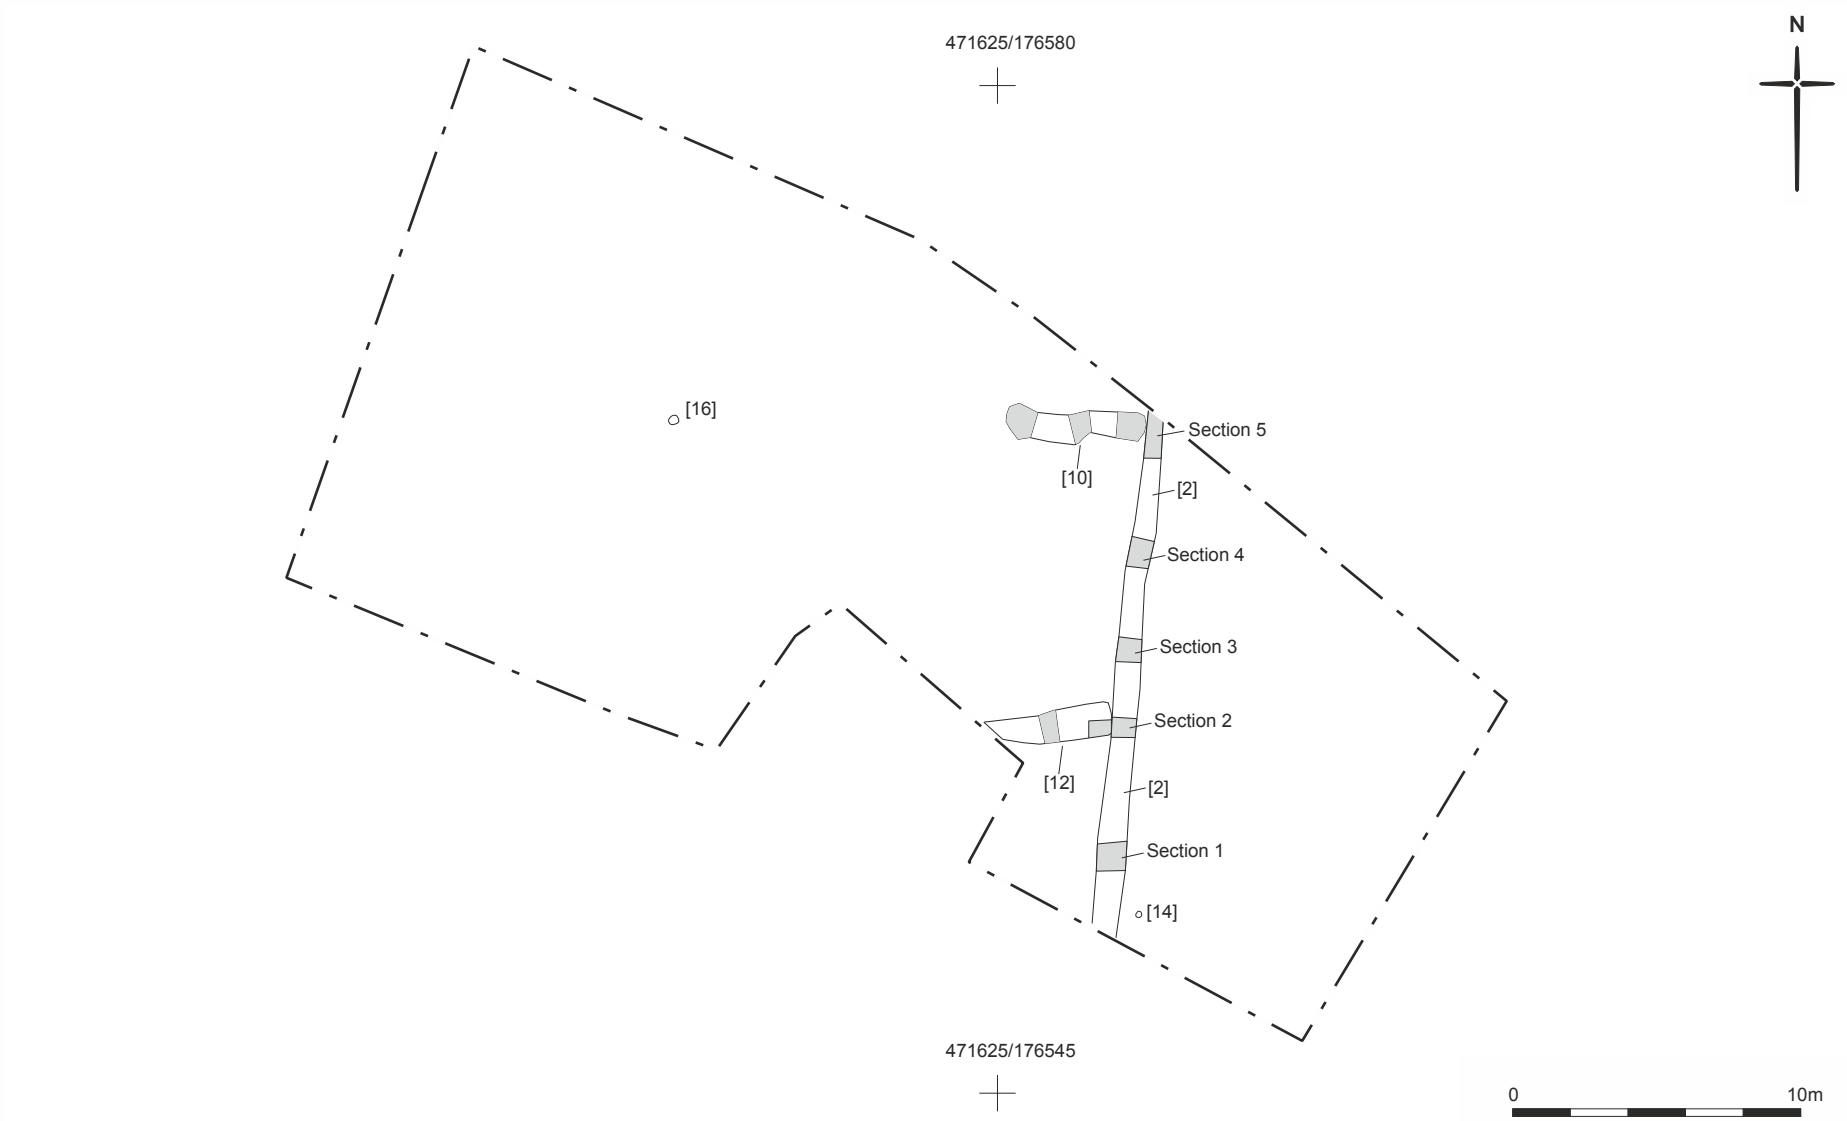 N
471625/176580
[16]
Section 5
[10]
[2]
Section 4
Section 3
Section 2
[12]
[2]
Section 1
[14]
471625/176545
0 10m